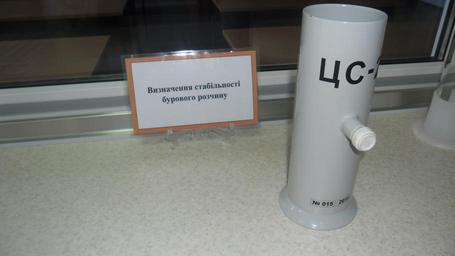 Визначення стабільності
бурового розчину
ЦС-
№ 015